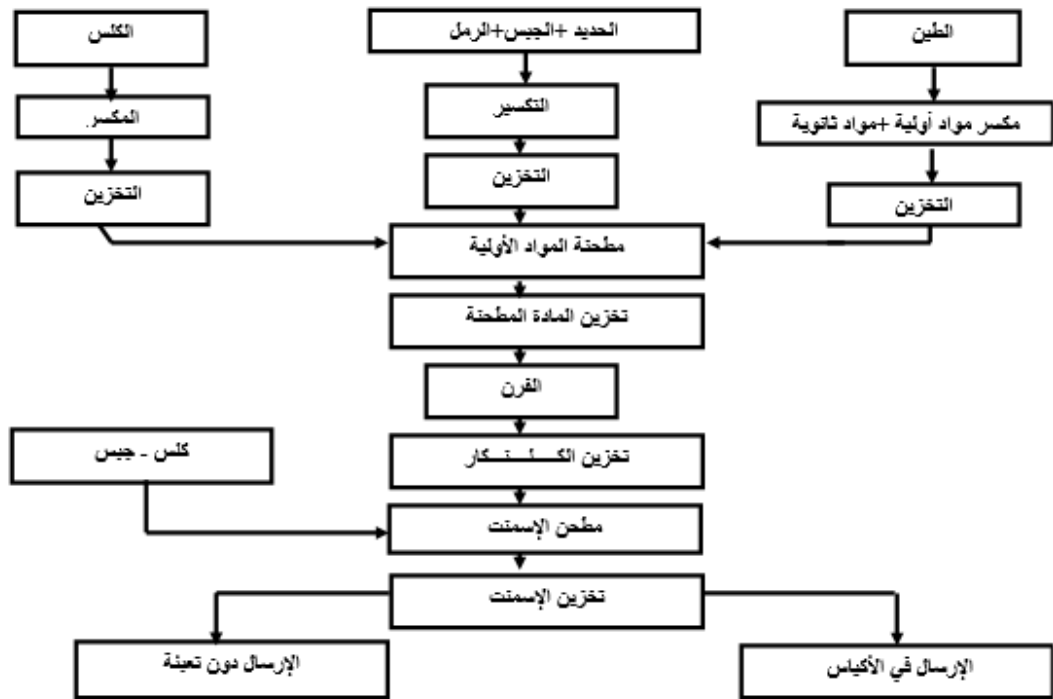 الكلس
الحديد +الجبس+الرمل
الطين
المكسر
التكسير
مكسر مواد أولية +مواد ثانوية
التخزين
التخزين
التخزين
مطحنة المواد الأولية
تخزين المادة المطحنة
الفرن
كلس - جبس
تخزين الكـــلـــنـــكار
مطحن الإسمنت
تخزين الإسمنت
الإرسال دون تعبئة
الإرسال في الأكياس